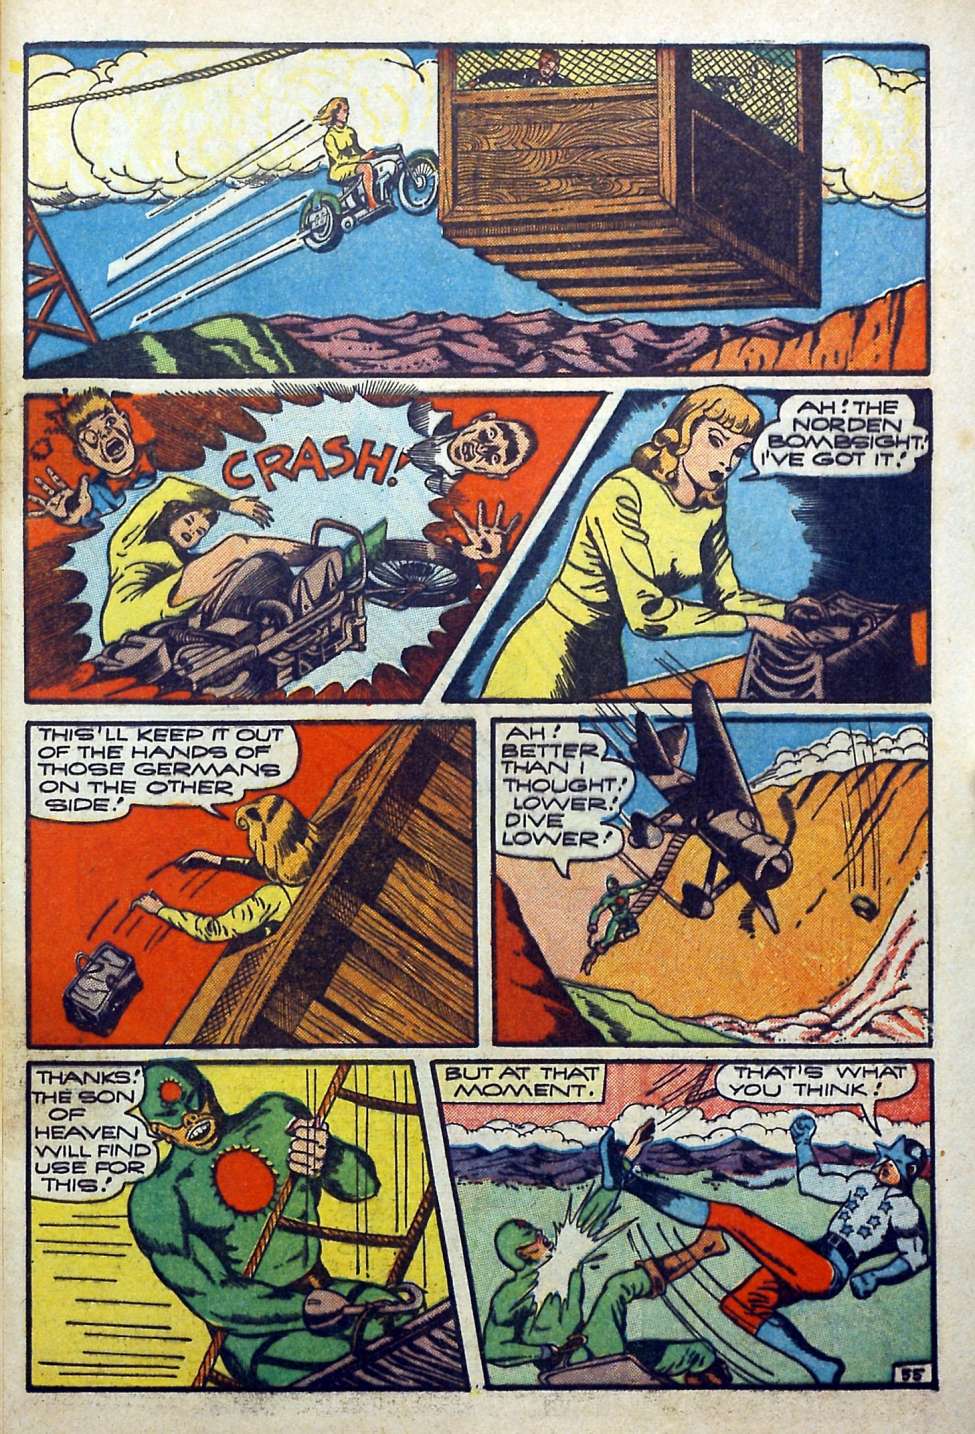 CRASH!
AH! THE
NORDEN
BOMBSIGHT!
I'VE GOT IT!
THIS'LL KEEP IT OUT
OF THE HANDS OF
THOSE GERMANS
ON THE OTHER
SIDE!
AH!
BETTER
THAN I
THOUGHT!
LOWER!
DIVE
LOWER!
THANKS!
THE SON
OF
HEAVEN
WILL FIND
USE FOR
THIS!
BUT AT THAT
MOMENT.
THAT'S WHAT
YOU THINK!
55